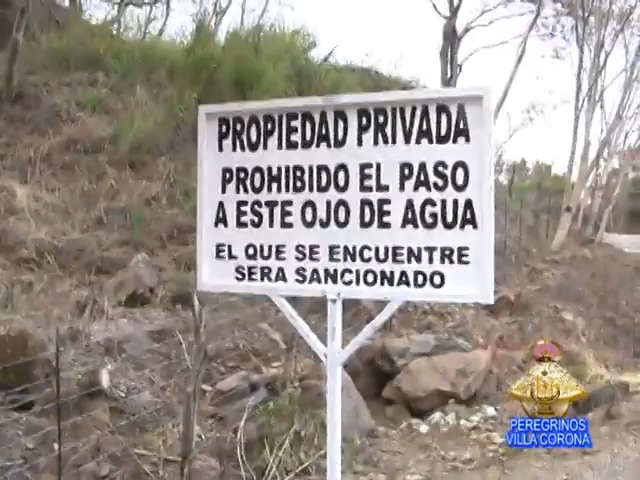 PROPIEDAD PRIVADA
PROHIBIDO EL PASO
A ESTE OJO DE AGUA
EL QUE SE ENCUENTRE
SERA SANCIONADO
PEREGRINOS
VILLA CORONA